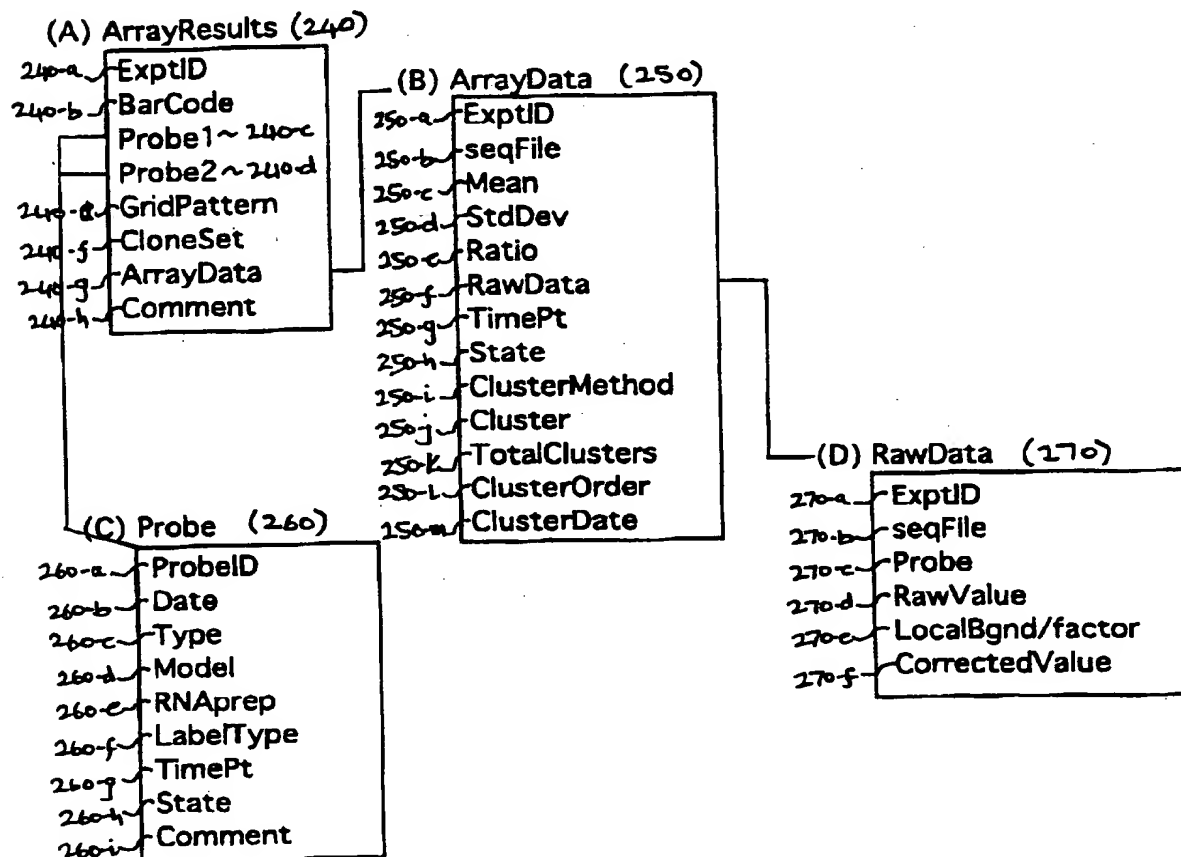 (A) ArrayResults (240)
240-a ExptID
240-b BarCode
Probe1 ~ 240-c
Probe2 ~ 240-d
GridPattern
240-f CloneSet
240-g ArrayData
240-h Comment
(B) ArrayData (250)
250-a ExptID
250-b seqFile
250-c Mean
250-d StdDev
250-e Ratio
250-f RawData
250-g TimePt
250-h State
250-i ClusterMethod
250-j Cluster
250-k TotalClusters
250-l ClusterOrder
250-m ClusterDate
(C) Probe (260)
260-a ProbeID
260-b Date
260-c Type
260-d Model
260-e RNAprep
260-f LabelType
260-g TimePt
260-h State
260-i Comment
(D) RawData (270)
270-a ExptID
270-b seqFile
270-c Probe
270-d RawValue
270-e LocalBgnd/factor
270-f CorrectedValue